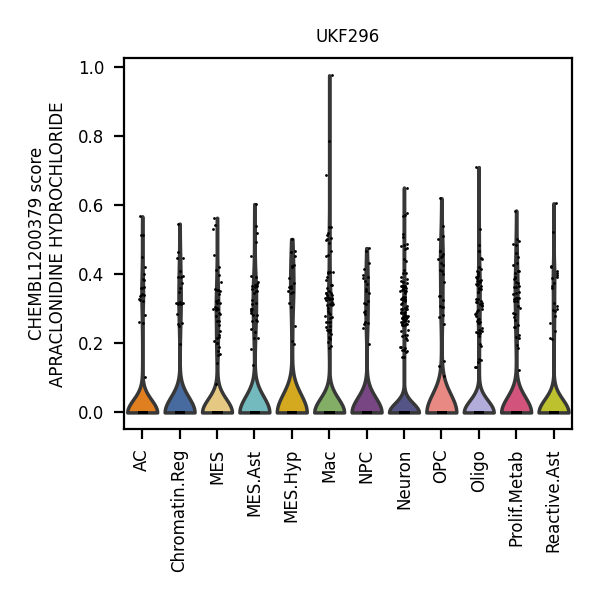 UKF296
CHEMBL1200379 score
APRACLONIDINE HYDROCHLORIDE
1.0
0.8
0.6
0.4
0.2
0.0
AC
Chromatin.Reg
MES
MES.Ast
MES.Hyp
Mac
NPC
Neuron
OPC
Oligo
Prolif.Metab
Reactive.Ast